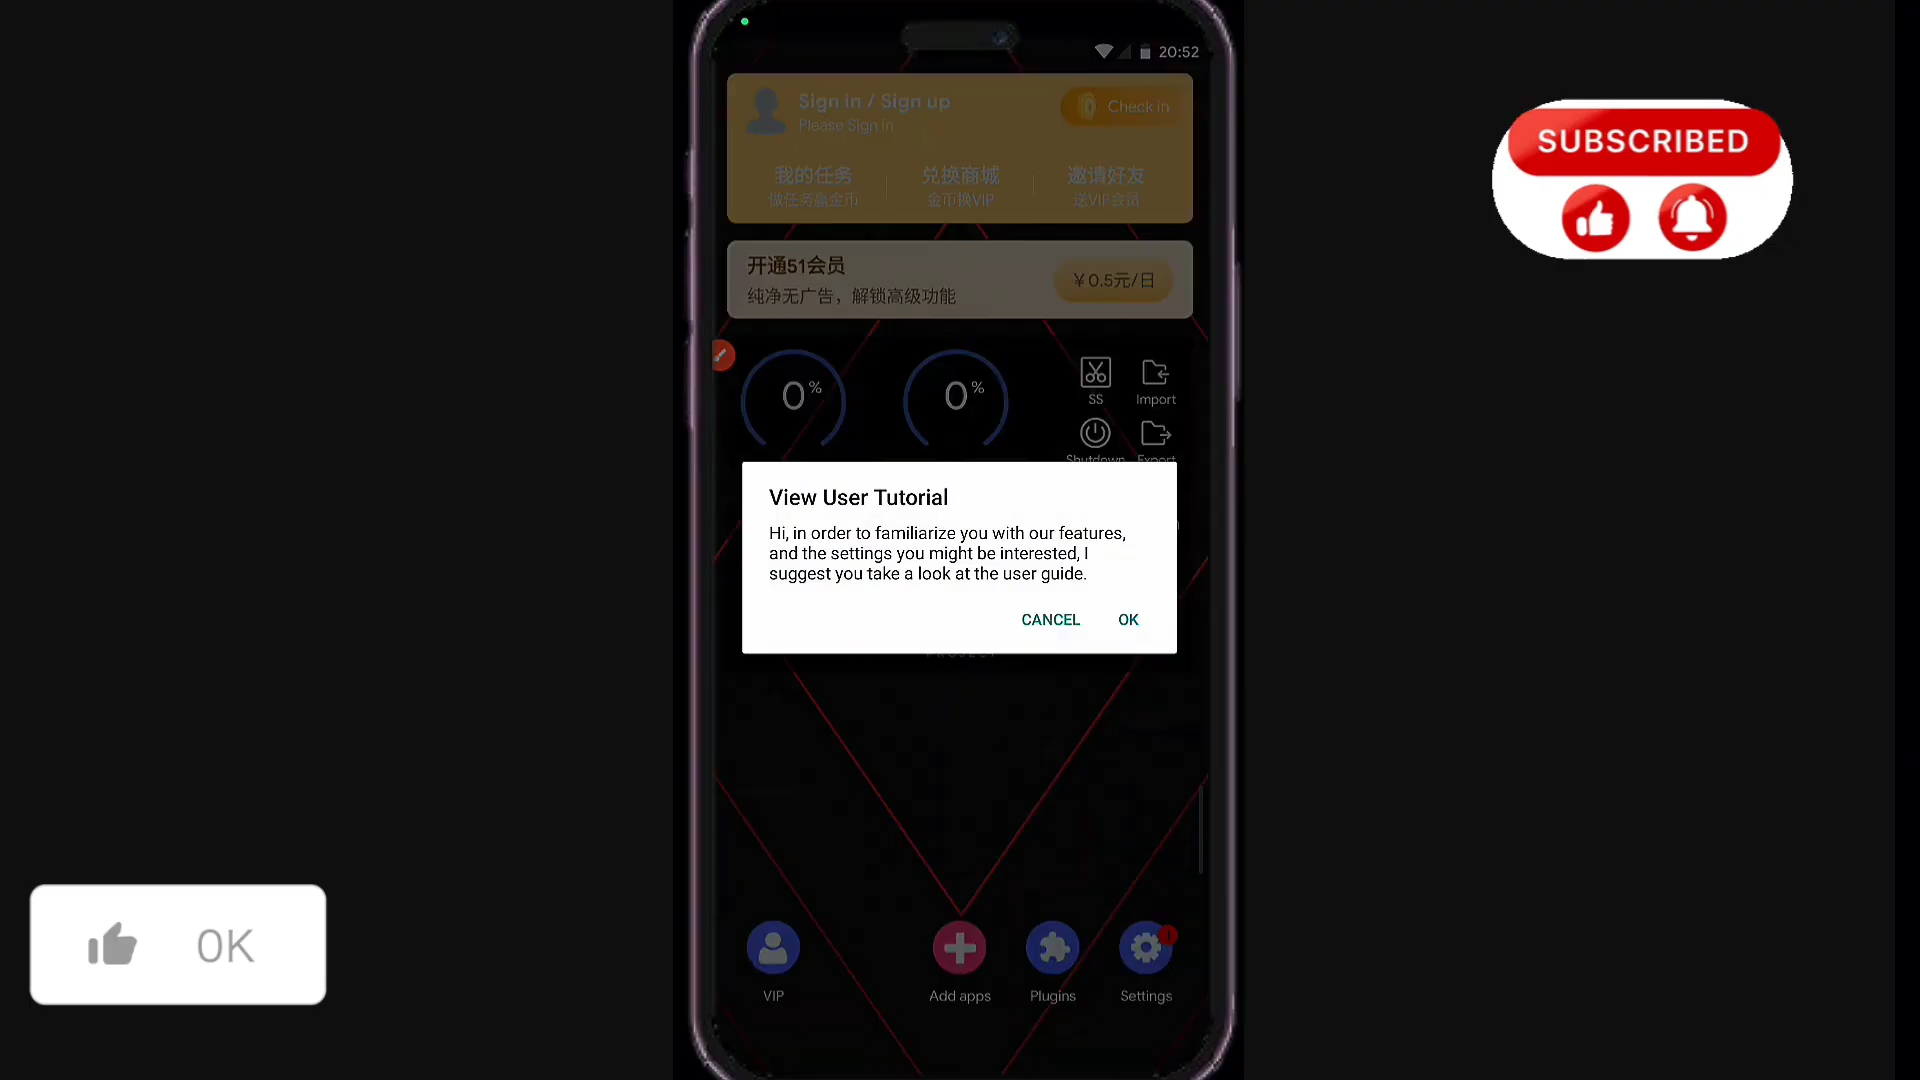 20:52
Sign in / Sign up
Please Sign in
Check in
我的任务
兑换商城
邀请好友
做任务赢金币
金币换VIP
送VIP会员
开通51会员
纯净无广告，解锁高级功能
￥0.5元/日
SUBSCRIBED
0%
0%
SS
Import
Shutdown
Export
View User Tutorial
Hi, in order to familiarize you with our features,
and the settings you might be interested, I
suggest you take a look at the user guide.
CANCEL
OK
PROJECT
VIP
Add apps
Plugins
Settings
0K